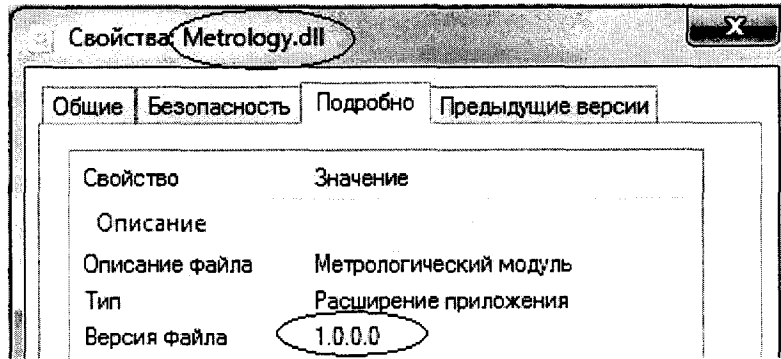 Свойства: Metrology.dll
Общие Безопасность Подробно Предыдущие версии
Свойство Значение
Описание
Описание файла Метрологический модуль
Тип Расширение приложения
Версия файла 1.0.0.0